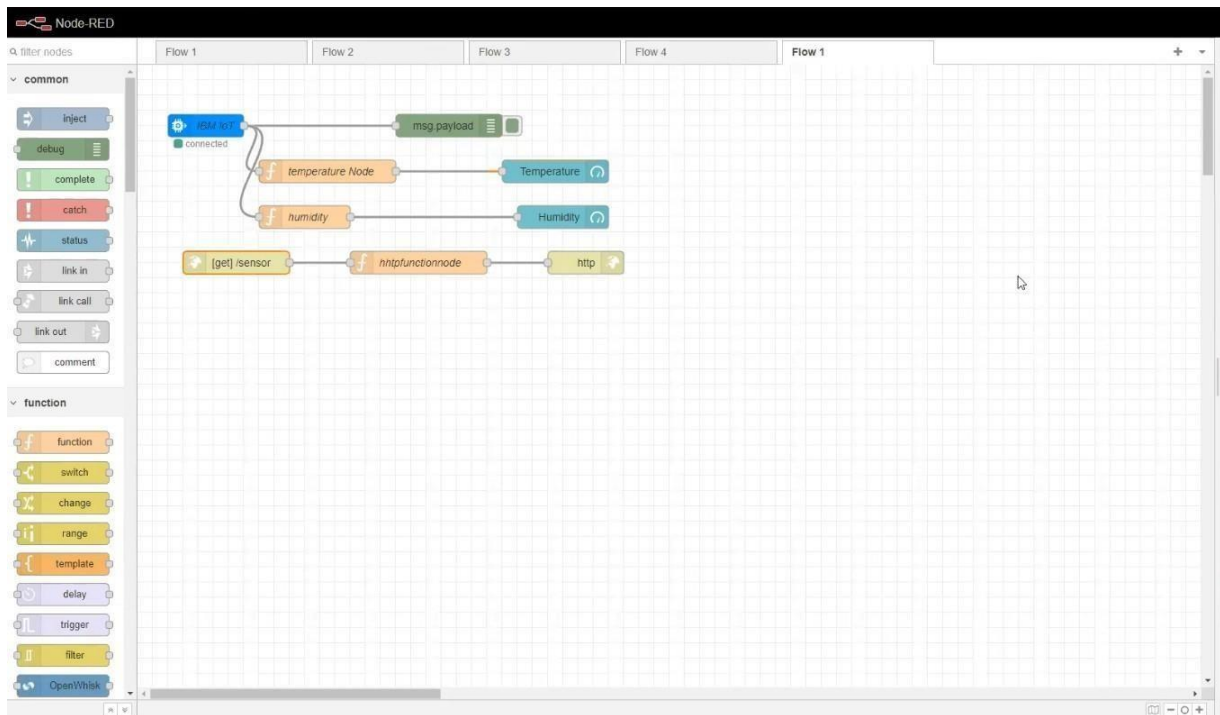 Node-RED
filter nodes
Flow 1
Flow 2
Flow 3
Flow 4
Flow 1
common
inject
debug
complete
catch
status
link in
link call
link out
comment
function
function
switch
change
range
template
delay
trigger
filter
OpenWhisk
IBM IoT
connected
msg.payload
temperature Node
Temperature
humidity
Humidity
[get] /sensor
hhtpfunctionnode
http